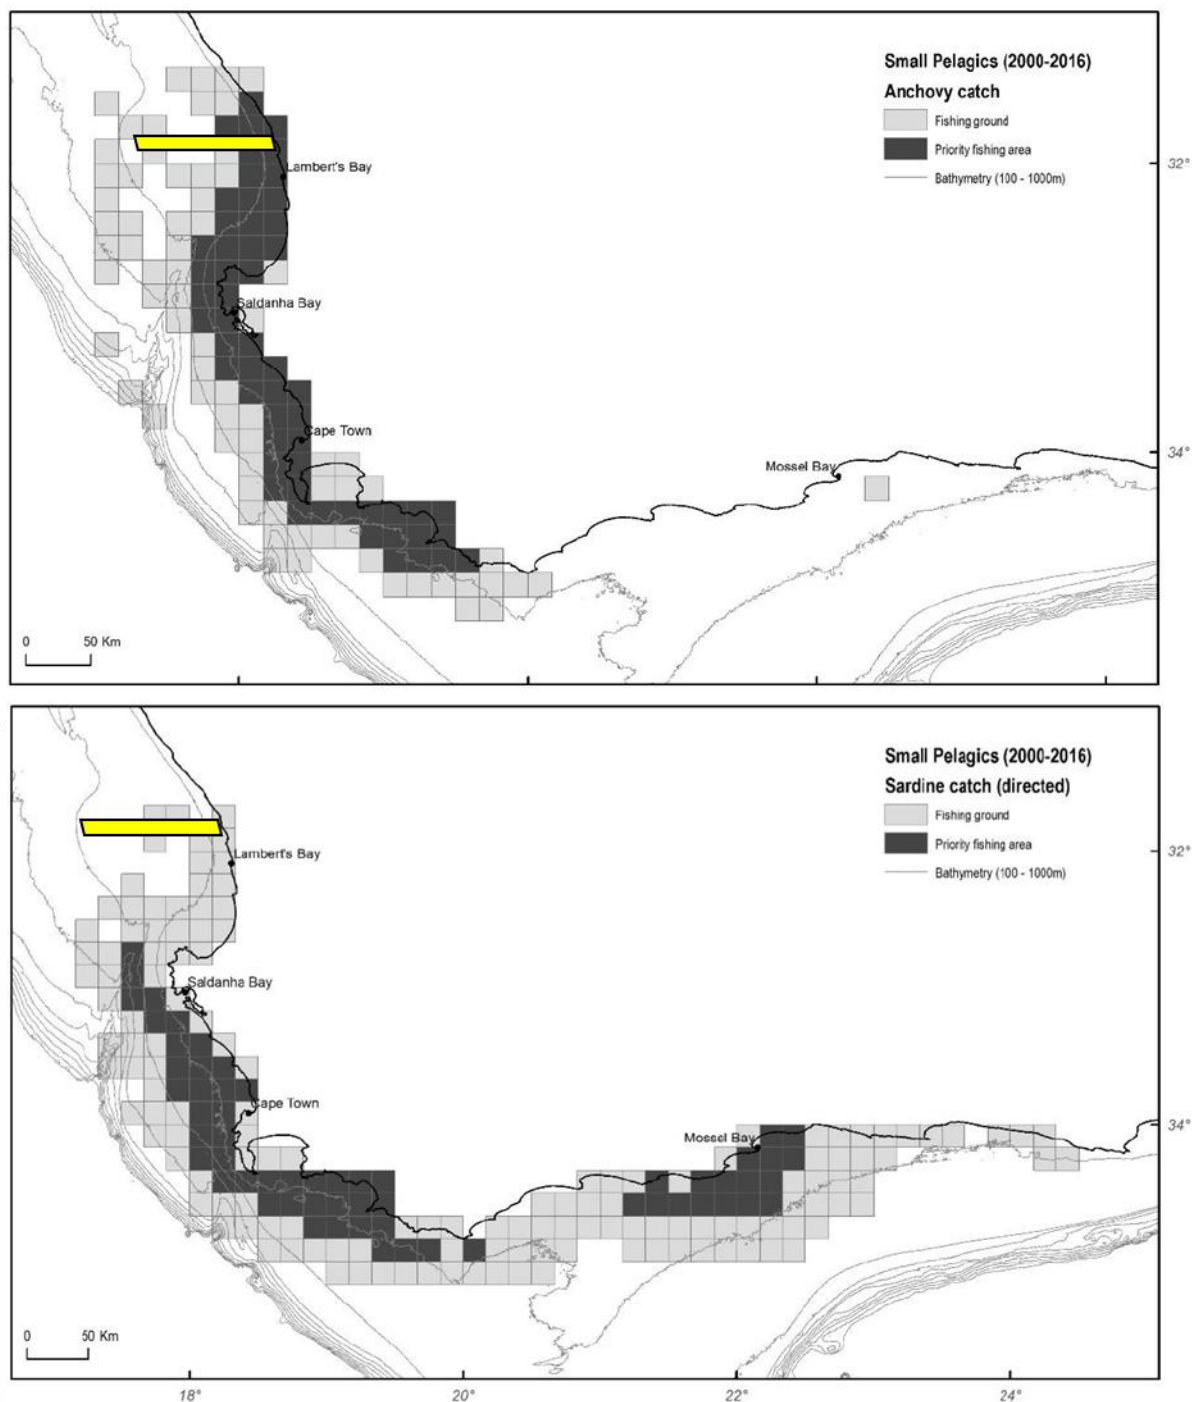 Small Pelagics (2000-2016)
Anchovy catch
Fishing ground
Priority fishing area
Bathymetry (100 - 1000m)
32°
Lambert's Bay
Saldanha Bay
Cape Town
34°
Mossel Bay
0 50 Km
Small Pelagics (2000-2016)
Sardine catch (directed)
Fishing ground
Priority fishing area
Bathymetry (100 - 1000m)
32°
Lambert's Bay
Saldanha Bay
Cape Town
34°
Mossel Bay
0 50 Km
18° 20° 22° 24°